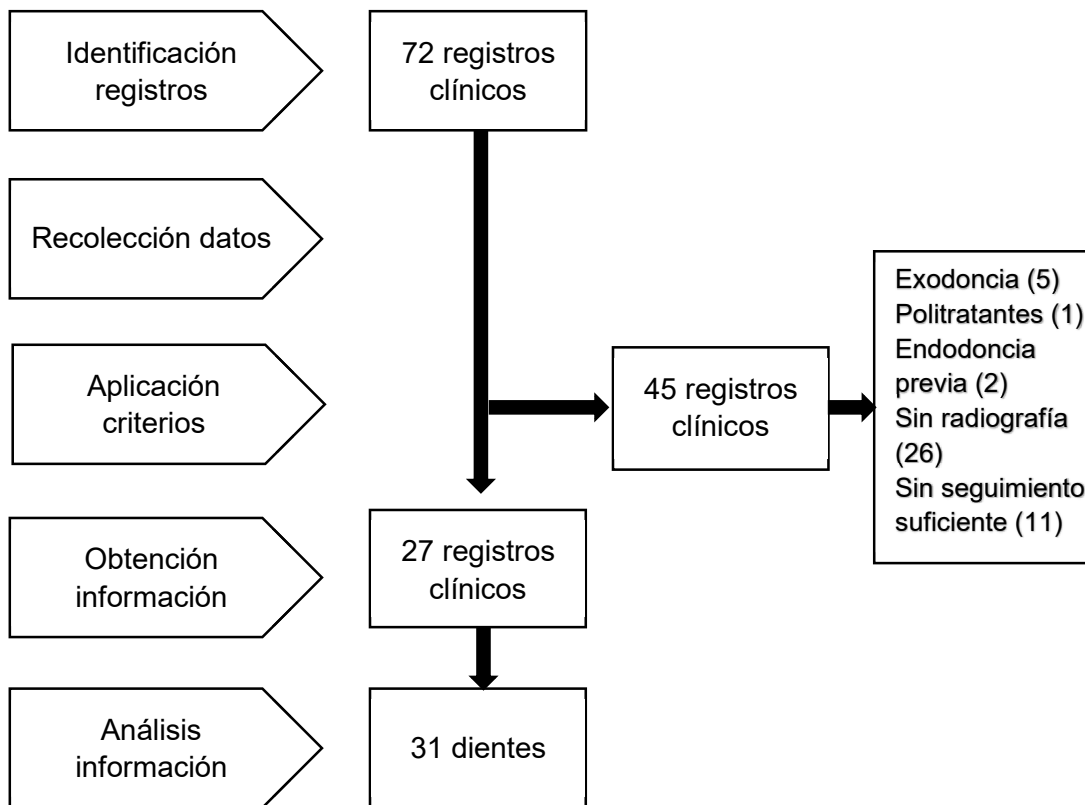 Identificación
registros
72 registros
clínicos
Recolección datos
Aplicación
criterios
45 registros
clínicos
Exodoncia (5)
Politratantes (1)
Endodoncia
previa (2)
Sin radiografía
(26)
Sin seguimiento
suficiente (11)
Obtención
información
27 registros
clínicos
Análisis
información
31 dientes